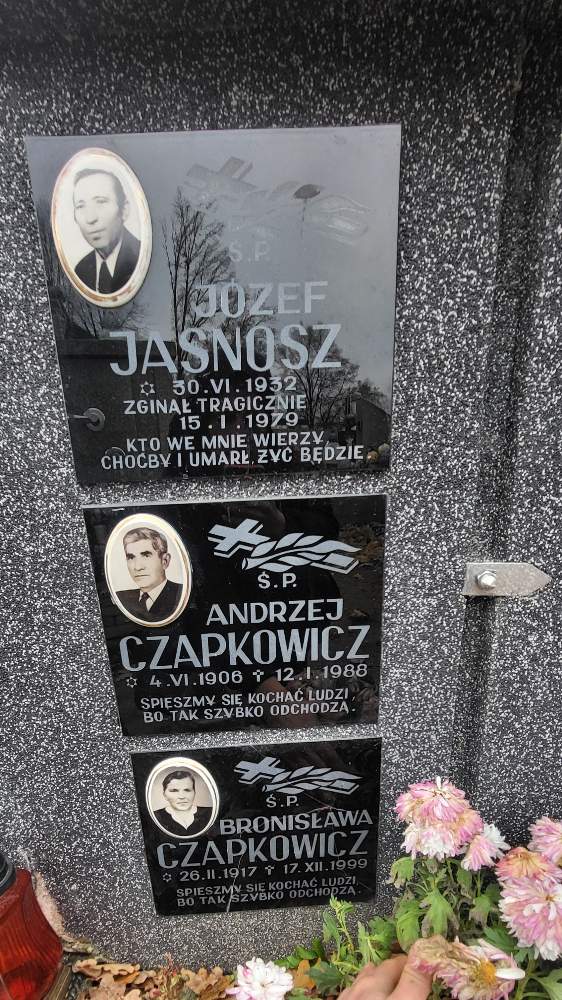 Ś.P.
JÓZEF
JASNOSZ
✡ 30.VI.1932
ZGINĄŁ TRAGICZNIE
15.I.1979
KTO WE MNIE WIERZY
CHOĆBY I UMARŁ, ŻYĆ BĘDZIE
Ś.P.
ANDRZEJ
CZAPKOWICZ
✡ 4.VI.1906 ✝ 12.I.1988
SPIESZMY SIĘ KOCHAĆ LUDZI
BO TAK SZYBKO ODCHODZĄ.
Ś.P.
BRONISŁAWA
CZAPKOWICZ
✡ 26.II.1917 ✝ 17.XII.1999
SPIESZMY SIĘ KOCHAĆ LUDZI
BO TAK SZYBKO ODCHODZĄ.